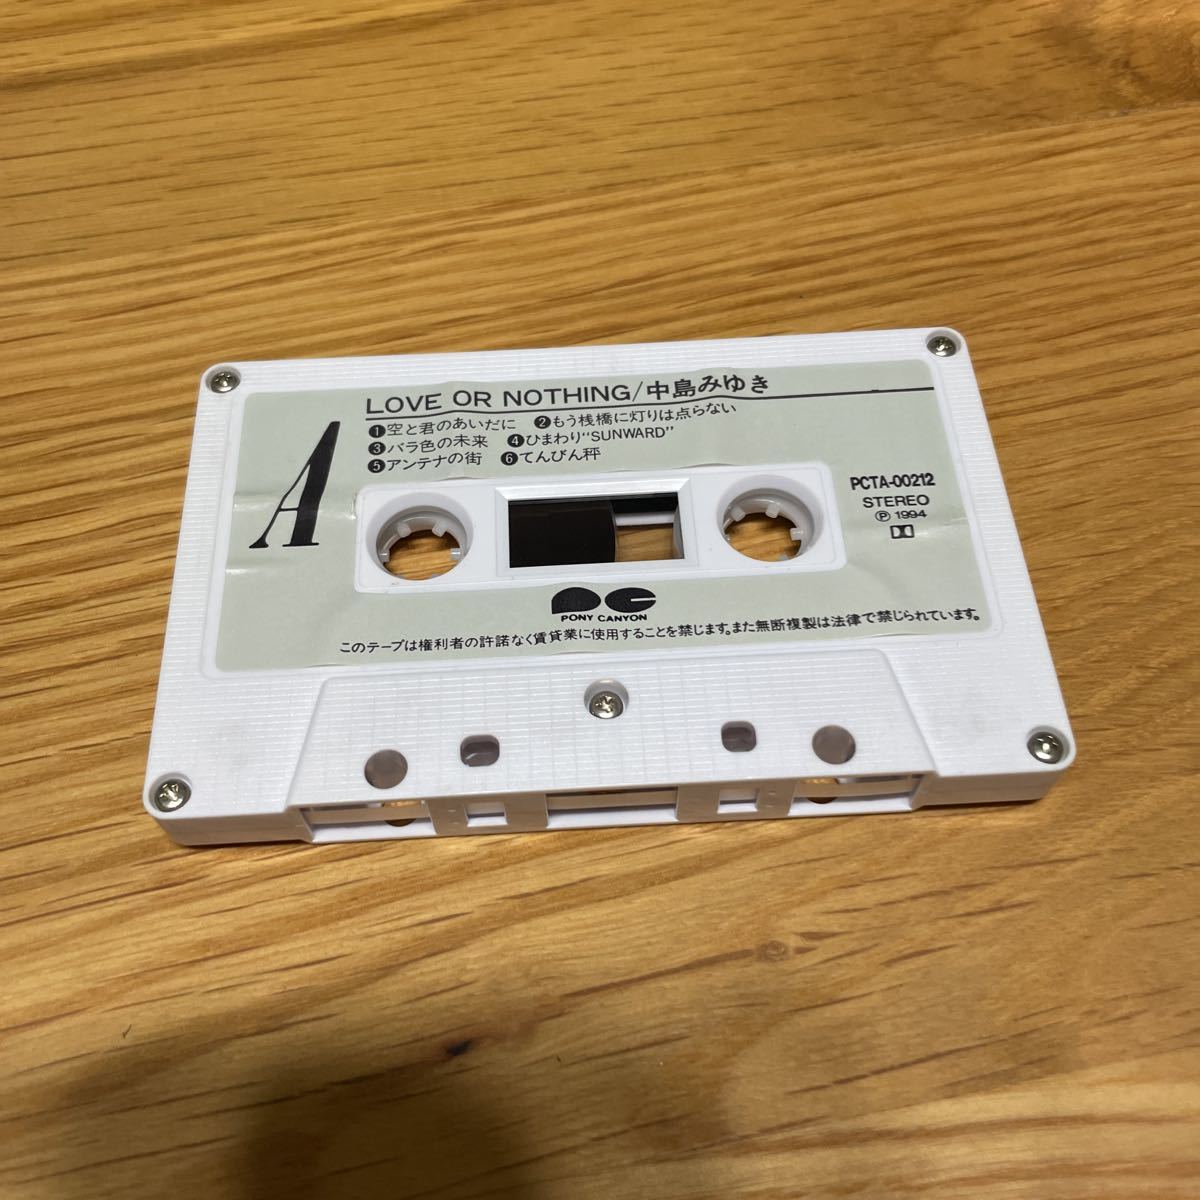 A
LOVE OR NOTHING/中島みゆき
❶空と君のあいだに ❷もう桟橋に灯りは点らない
❸バラ色の未来 ❹ひまわり“SUNWARD”
❺アンテナの街 ❻てんびん秤
PCTA-00212
STEREO
Ⓟ 1994
PC
PONY CANYON
このテープは権利者の許諾なく賃貸業に使用することを禁じます。また無断複製は法律で禁じられています。